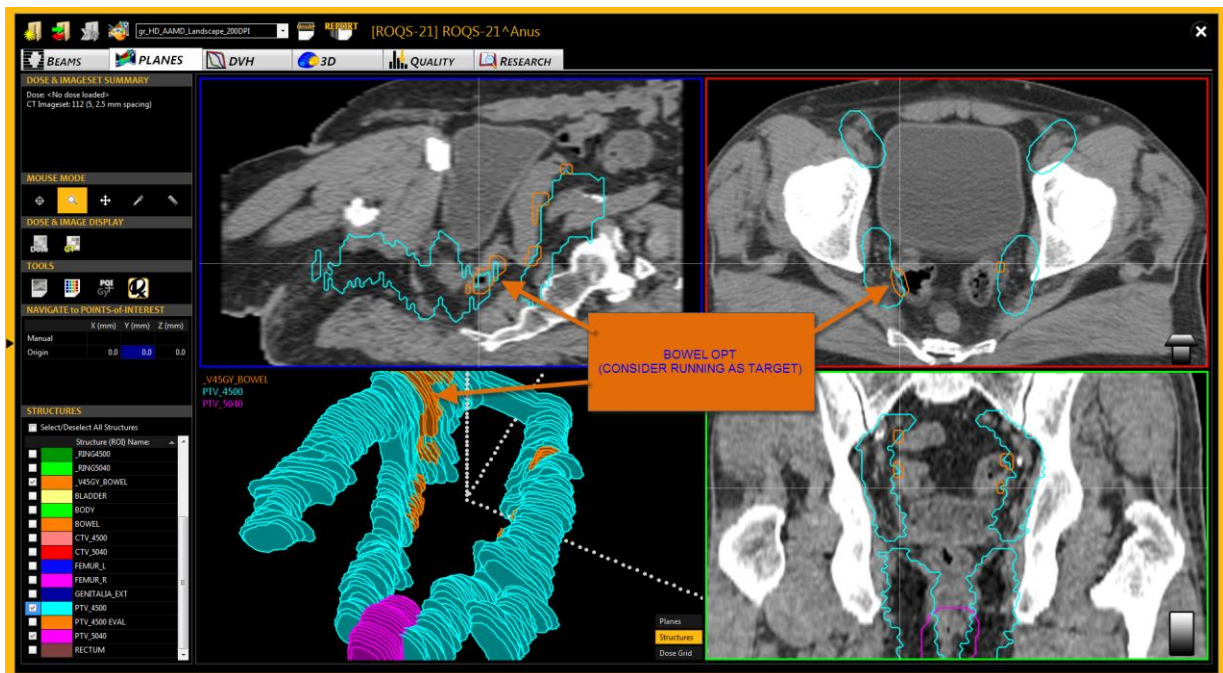 gr_HD_AAMD_Landscape_200DPI
REPORT
[ROQS-21] ROQS-21^Anus
BEAMS
PLANES
DVH
3D
QUALITY
RESEARCH
DOSE & IMAGESET SUMMARY
Dose: <No dose loaded>
CT Imageset: 112 (5, 2.5 mm spacing)
MOUSE MODE
DOSE & IMAGE DISPLAY
Dose
TOOLS
PQI
Gy
NAVIGATE to POINTS-of-INTEREST
X (mm) Y (mm) Z (mm)
Manual
Origin 0.0 0.0 0.0
STRUCTURES
Select/Deselect All Structures
Structure (ROI) Name:
_RING4500
_RING5040
_V45GY_BOWEL
BLADDER
BODY
BOWEL
CTV_4500
CTV_5040
FEMUR_L
FEMUR_R
GENITALIA_EXT
PTV_4500
PTV_4500 EVAL
PTV_5040
RECTUM
BOWEL OPT
(CONSIDER RUNNING AS TARGET)
_V45GY_BOWEL
PTV_4500
PTV_5040
Planes
Structures
Dose Grid